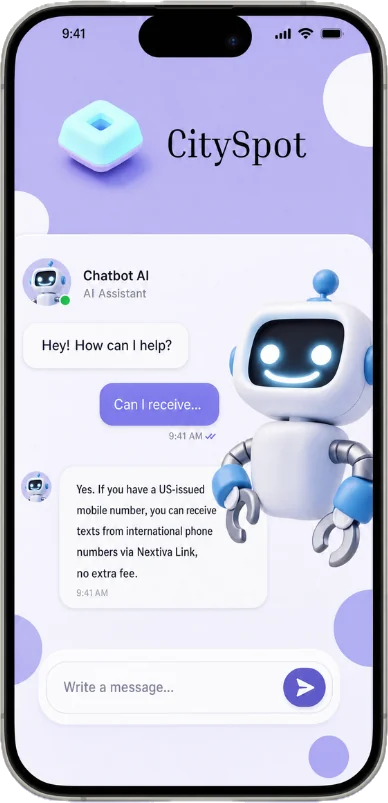 9:41
CitySpot
Chatbot AI
AI Assistant
Hey! How can I help?
Can I receive...
9:41 AM
Yes. If you have a US-issued
mobile number, you can receive
texts from international phone
numbers via Nextiva Link,
no extra fee.
9:41 AM
Write a message...